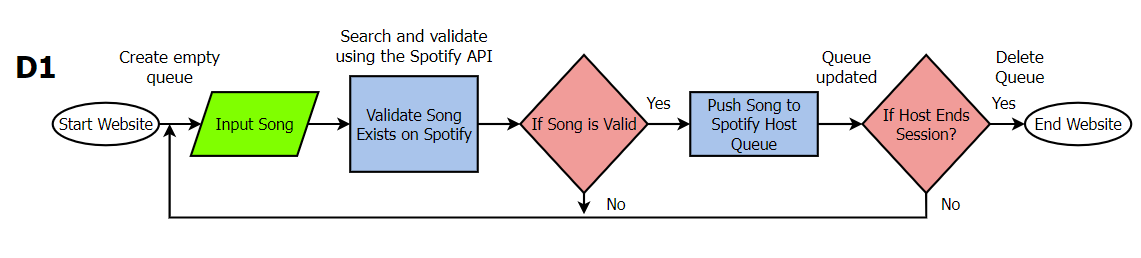 D1
Create empty
queue
Search and validate
using the Spotify API
Queue
updated
Delete
Queue
Start Website
Input Song
Validate Song
Exists on Spotify
If Song is Valid
Yes
Push Song to
Spotify Host
Queue
If Host Ends
Session?
Yes
End Website
No
No